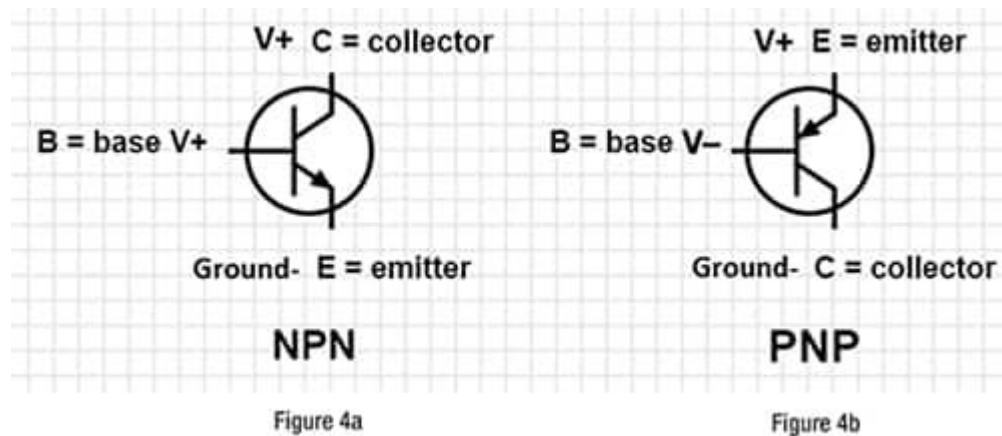 V+ C = collector
B = base V+
Ground- E = emitter
NPN
Figure 4a
V+ E = emitter
B = base V–
Ground- C = collector
PNP
Figure 4b